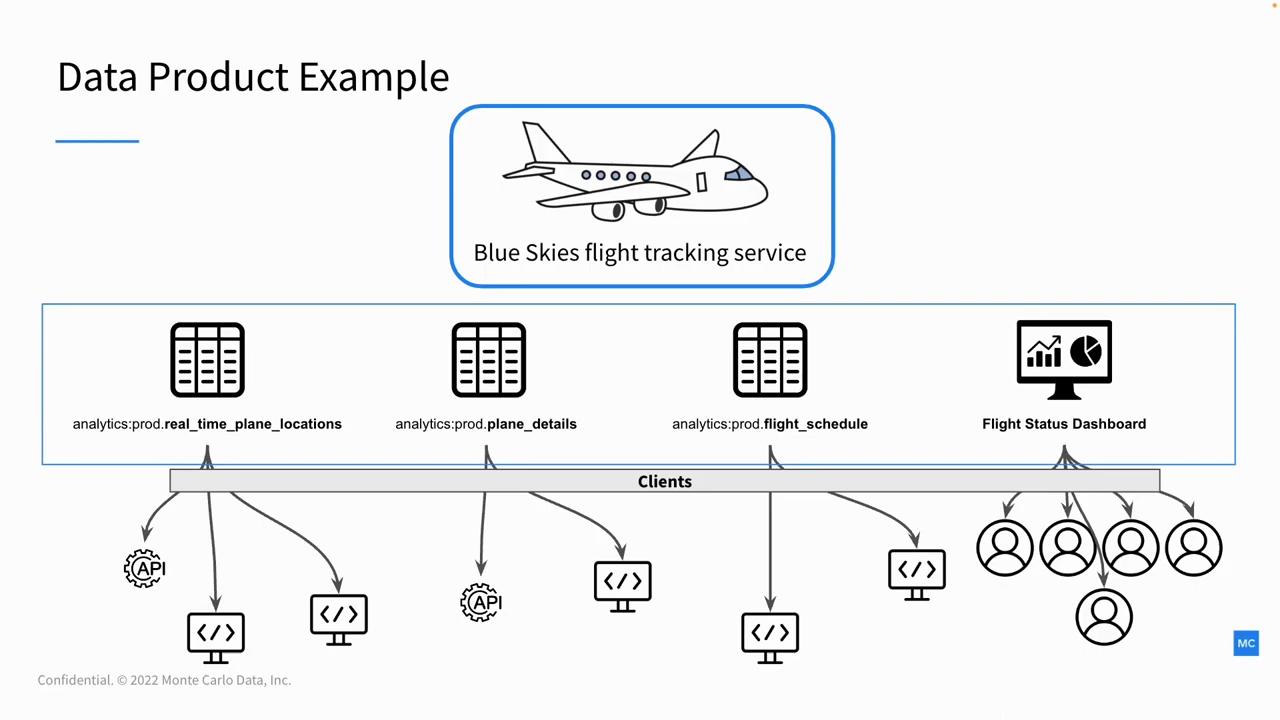 Data Product Example
Blue Skies flight tracking service
analytics:prod.real_time_plane_locations
analytics:prod.plane_details
analytics:prod.flight_schedule
Flight Status Dashboard
Clients
API
</>
</>
API
</>
</>
</>
MC
Confidential. © 2022 Monte Carlo Data, Inc.